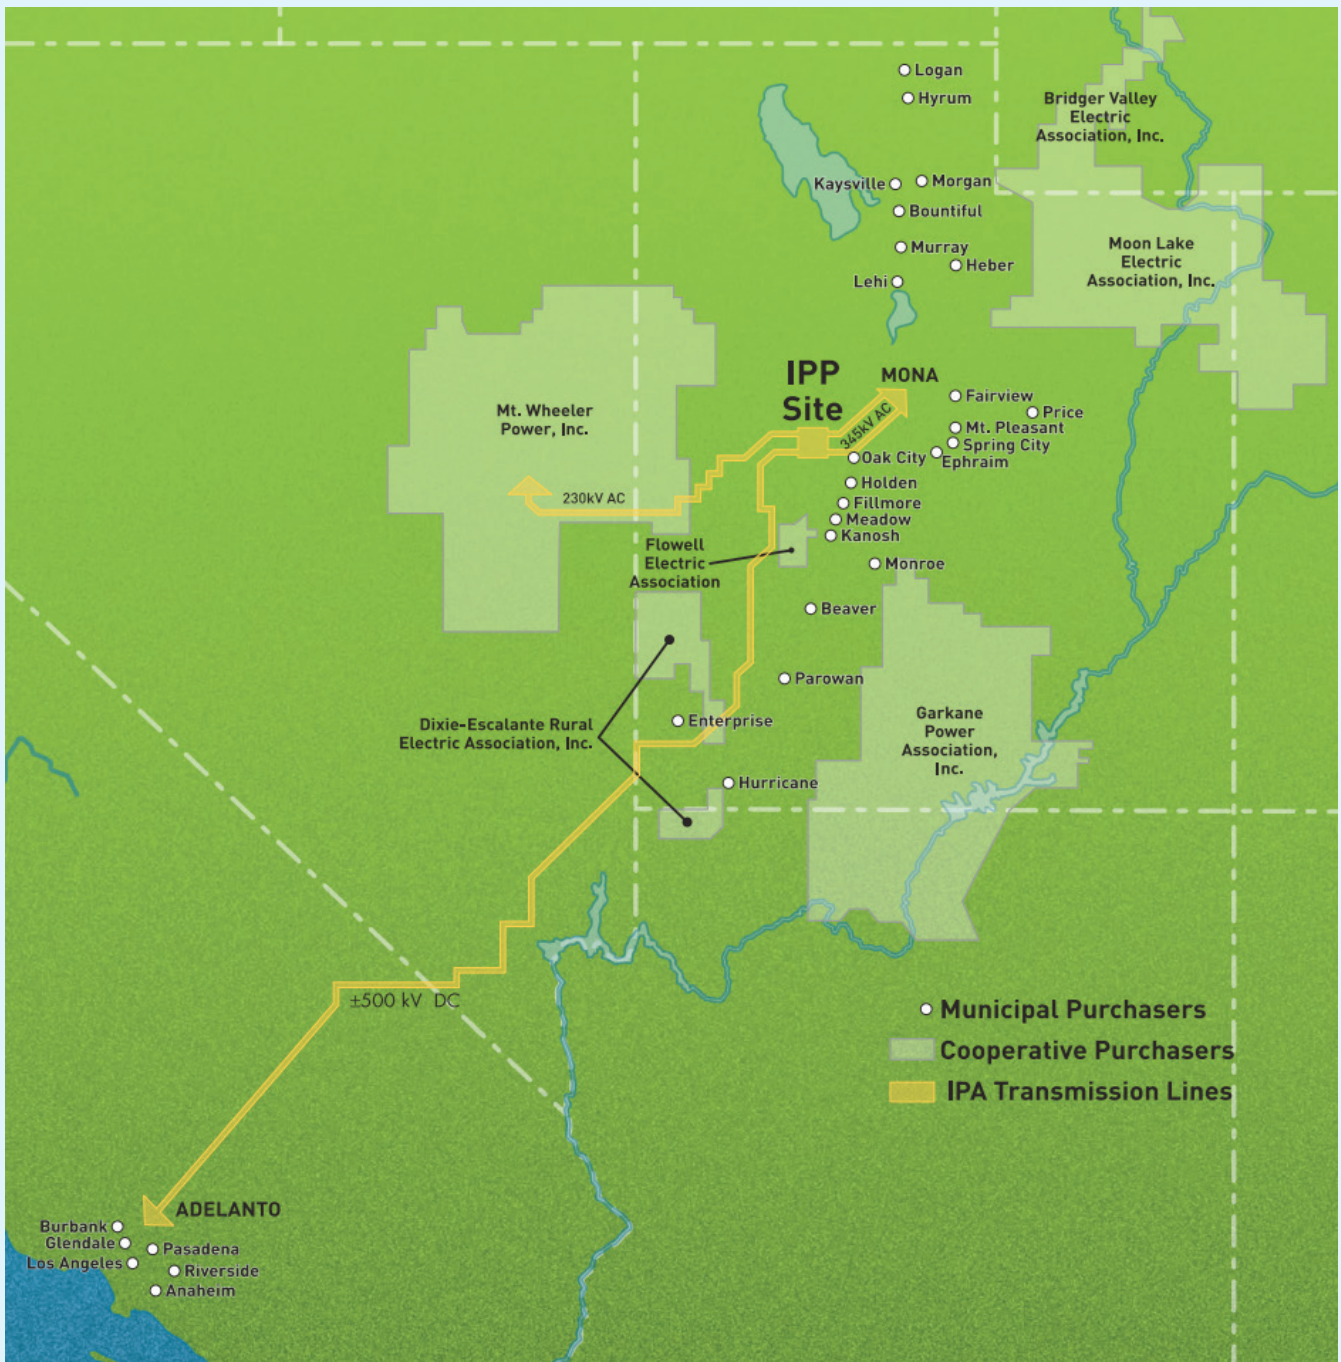 Logan
Hyrum
Bridger Valley
Electric
Association, Inc.
Kaysville
Morgan
Bountiful
Murray
Heber
Lehi
Moon Lake
Electric
Association, Inc.
IPP
Site
MONA
345kV AC
Mt. Wheeler
Power, Inc.
230kV AC
Fairview
Price
Mt. Pleasant
Spring City
Ephraim
Oak City
Holden
Fillmore
Meadow
Kanosh
Flowell
Electric
Association
Monroe
Beaver
Parowan
Enterprise
Dixie-Escalante Rural
Electric Association, Inc.
Garkane
Power
Association,
Inc.
Hurricane
±500 kV DC
Municipal Purchasers
Cooperative Purchasers
IPA Transmission Lines
ADELANTO
Burbank
Glendale
Pasadena
Los Angeles
Riverside
Anaheim